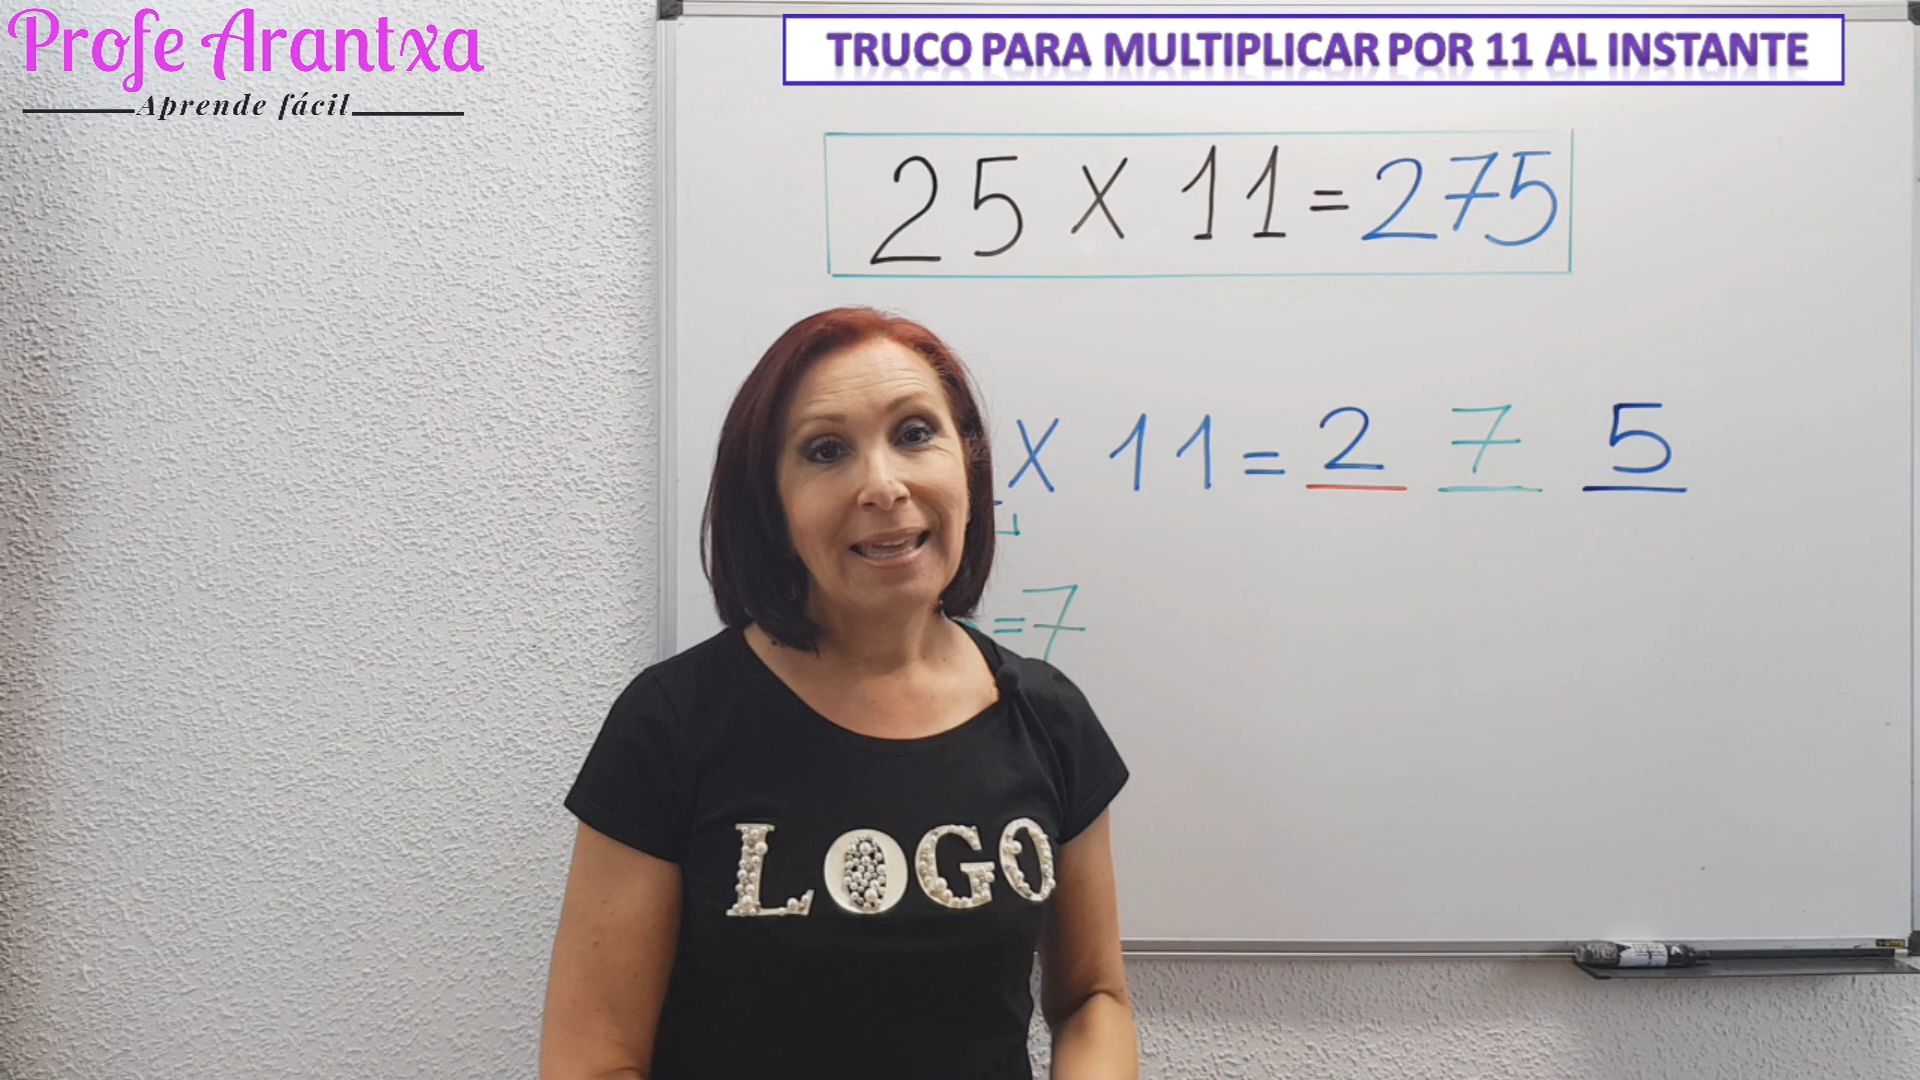 Profe Arantxa
Aprende fácil
TRUCO PARA MULTIPLICAR POR 11 AL INSTANTE
25 X 11 = 275
X 11 = 2 7 5
=7
LOGO